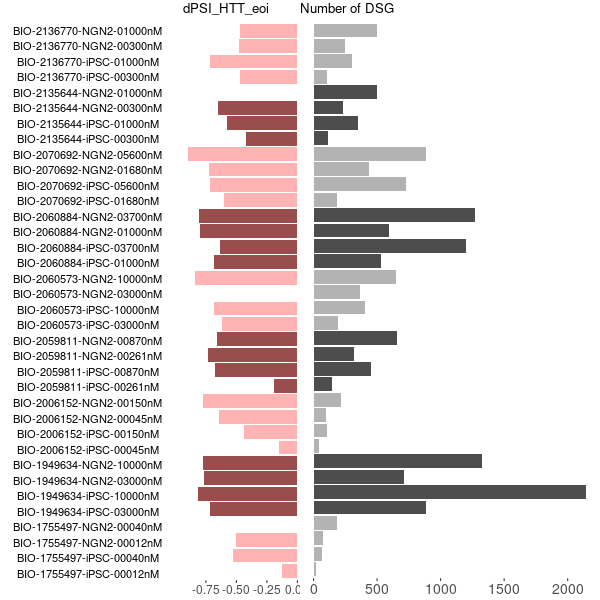 dPSI_HTT_eoi Number of DSG
BIO-2136770-NGN2-01000nM
BIO-2136770-NGN2-00300nM
BIO-2136770-iPSC-01000nM
BIO-2136770-iPSC-00300nM
BIO-2135644-NGN2-01000nM
BIO-2135644-NGN2-00300nM
BIO-2135644-iPSC-01000nM
BIO-2135644-iPSC-00300nM
BIO-2070692-NGN2-05600nM
BIO-2070692-NGN2-01680nM
BIO-2070692-iPSC-05600nM
BIO-2070692-iPSC-01680nM
BIO-2060884-NGN2-03700nM
BIO-2060884-NGN2-01000nM
BIO-2060884-iPSC-03700nM
BIO-2060884-iPSC-01000nM
BIO-2060573-NGN2-10000nM
BIO-2060573-NGN2-03000nM
BIO-2060573-iPSC-10000nM
BIO-2060573-iPSC-03000nM
BIO-2059811-NGN2-00870nM
BIO-2059811-NGN2-00261nM
BIO-2059811-iPSC-00870nM
BIO-2059811-iPSC-00261nM
BIO-2006152-NGN2-00150nM
BIO-2006152-NGN2-00045nM
BIO-2006152-iPSC-00150nM
BIO-2006152-iPSC-00045nM
BIO-1949634-NGN2-10000nM
BIO-1949634-NGN2-03000nM
BIO-1949634-iPSC-10000nM
BIO-1949634-iPSC-03000nM
BIO-1755497-NGN2-00040nM
BIO-1755497-NGN2-00012nM
BIO-1755497-iPSC-00040nM
BIO-1755497-iPSC-00012nM
-0.75 -0.50 -0.25 0.0 0 500 1000 1500 2000